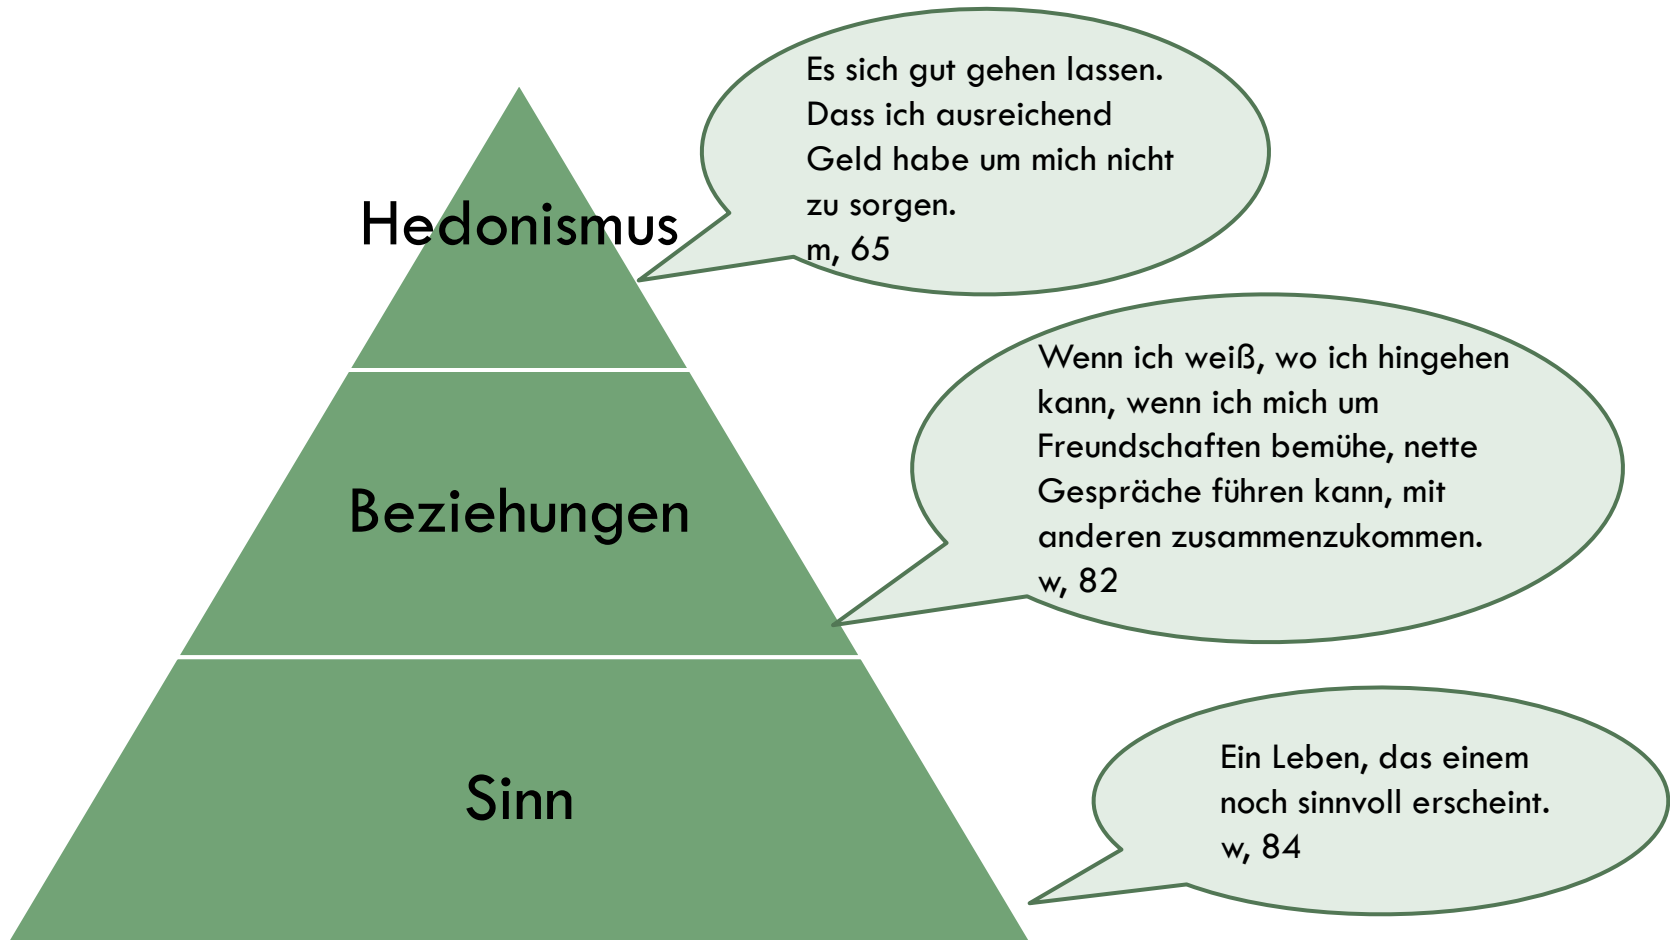 Es sich gut gehen lassen.
Dass ich ausreichend
Geld habe um mich nicht
zu sorgen.
m, 65
Hedonismus
Wenn ich weiß, wo ich hingehen
kann, wenn ich mich um
Freundschaften bemühe, nette
Gespräche führen kann, mit
anderen zusammenzukommen.
w, 82
Beziehungen
Ein Leben, das einem
noch sinnvoll erscheint.
w, 84
Sinn